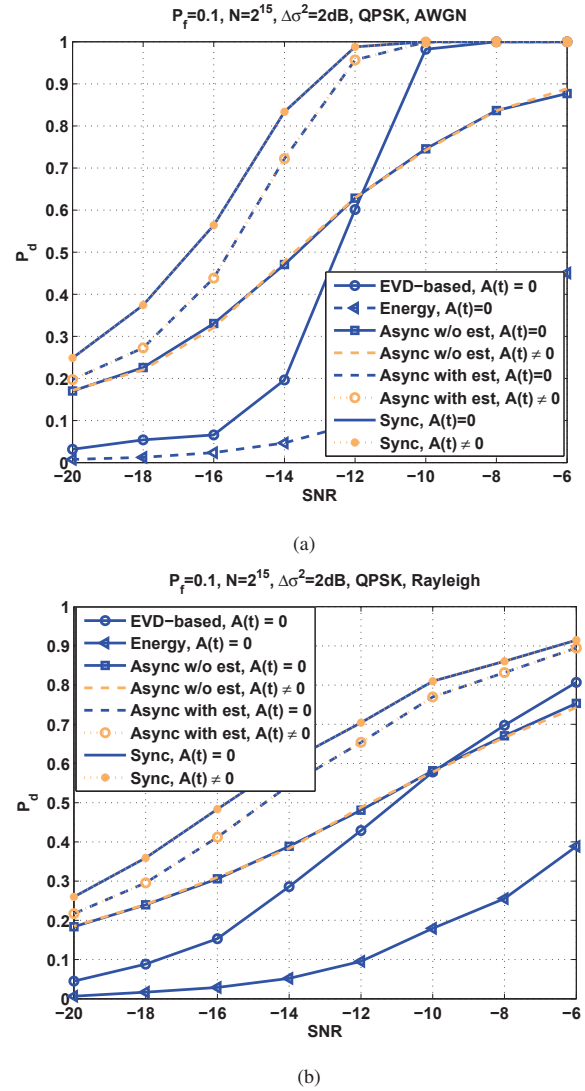 P_f=0.1, N=2^15, Δσ^2=2dB, QPSK, AWGN
1
0.9
0.8
0.7
0.6
0.5
0.4
0.3
0.2
0.1
0
P_d
EVD−based, A(t) = 0
Energy, A(t)=0
Async w/o est, A(t)=0
Async w/o est, A(t) ≠ 0
Async with est, A(t)=0
Async with est, A(t) ≠ 0
Sync, A(t)=0
Sync, A(t) ≠ 0
−20 −18 −16 −14 −12 −10 −8 −6
SNR
(a)
P_f=0.1, N=2^15, Δσ^2=2dB, QPSK, Rayleigh
1
0.9
0.8
0.7
0.6
0.5
0.4
0.3
0.2
0.1
0
P_d
EVD−based, A(t) = 0
Energy, A(t) = 0
Async w/o est, A(t) = 0
Async w/o est, A(t) ≠ 0
Async with est, A(t) = 0
Async with est, A(t) ≠ 0
Sync, A(t) = 0
Sync, A(t) ≠ 0
−20 −18 −16 −14 −12 −10 −8 −6
SNR
(b)